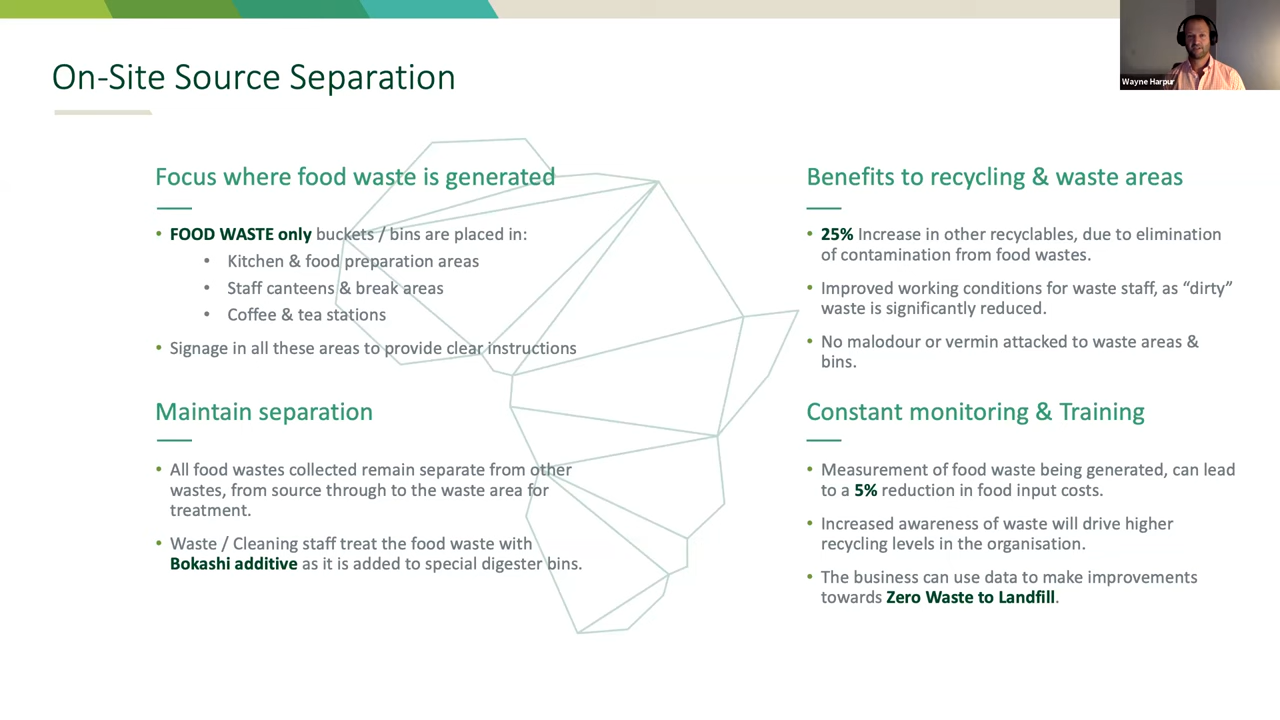 Wayne Harpur
On-Site Source Separation
Focus where food waste is generated
• FOOD WASTE only buckets / bins are placed in:
• Kitchen & food preparation areas
• Staff canteens & break areas
• Coffee & tea stations
• Signage in all these areas to provide clear instructions
Maintain separation
• All food wastes collected remain separate from other
wastes, from source through to the waste area for
treatment.
• Waste / Cleaning staff treat the food waste with
Bokashi additive as it is added to special digester bins.
Benefits to recycling & waste areas
• 25% Increase in other recyclables, due to elimination
of contamination from food wastes.
• Improved working conditions for waste staff, as “dirty”
waste is significantly reduced.
• No malodour or vermin attacked to waste areas &
bins.
Constant monitoring & Training
• Measurement of food waste being generated, can lead
to a 5% reduction in food input costs.
• Increased awareness of waste will drive higher
recycling levels in the organisation.
• The business can use data to make improvements
towards Zero Waste to Landfill.